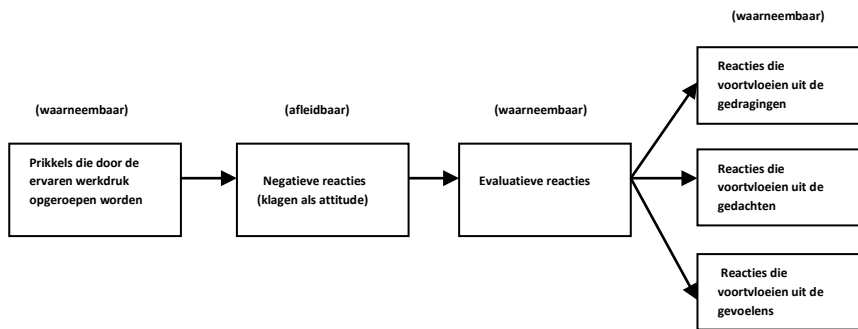 (waarneembaar)
Reacties die
voortvloeien uit de
gedragingen
(waarneembaar)
(afleidbaar)
(waarneembaar)
Prikkels die door de
ervaren werkdruk
opgeroepen worden
Negatieve reacties
(klagen als attitude)
Evaluatieve reacties
Reacties die
voortvloeien uit de
gedachten
Reacties die
voortvloeien uit de
gevoelens